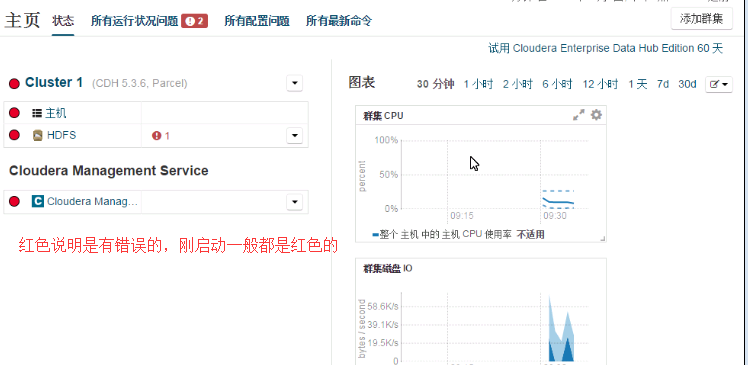 主页 状态 所有运行状况问题 2 所有配置问题 所有最新命令
添加群集
试用 Cloudera Enterprise Data Hub Edition 60 天
Cluster 1 (CDH 5.3.6, Parcel)
主机
HDFS 1
Cloudera Management Service
Cloudera Manag...
红色说明是有错误的，刚启动一般都是红色的
图表 30 分钟 1 小时 2 小时 6 小时 12 小时 1 天 7d 30d
群集 CPU
percent
100%
50%
0%
09:15 09:30
整个 主机 中的 主机 CPU 使用率 不适用
群集磁盘 IO
bytes / second
58.6K/s
39.1K/s
19.5K/s
0